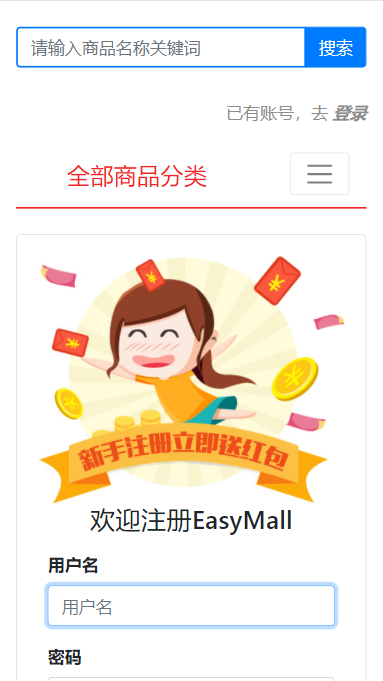 请输入商品名称关键词 搜索
已有账号，去 登录
全部商品分类
¥
¥
¥
¥
¥
新手注册立即送红包
欢迎注册EasyMall
用户名
用户名
密码